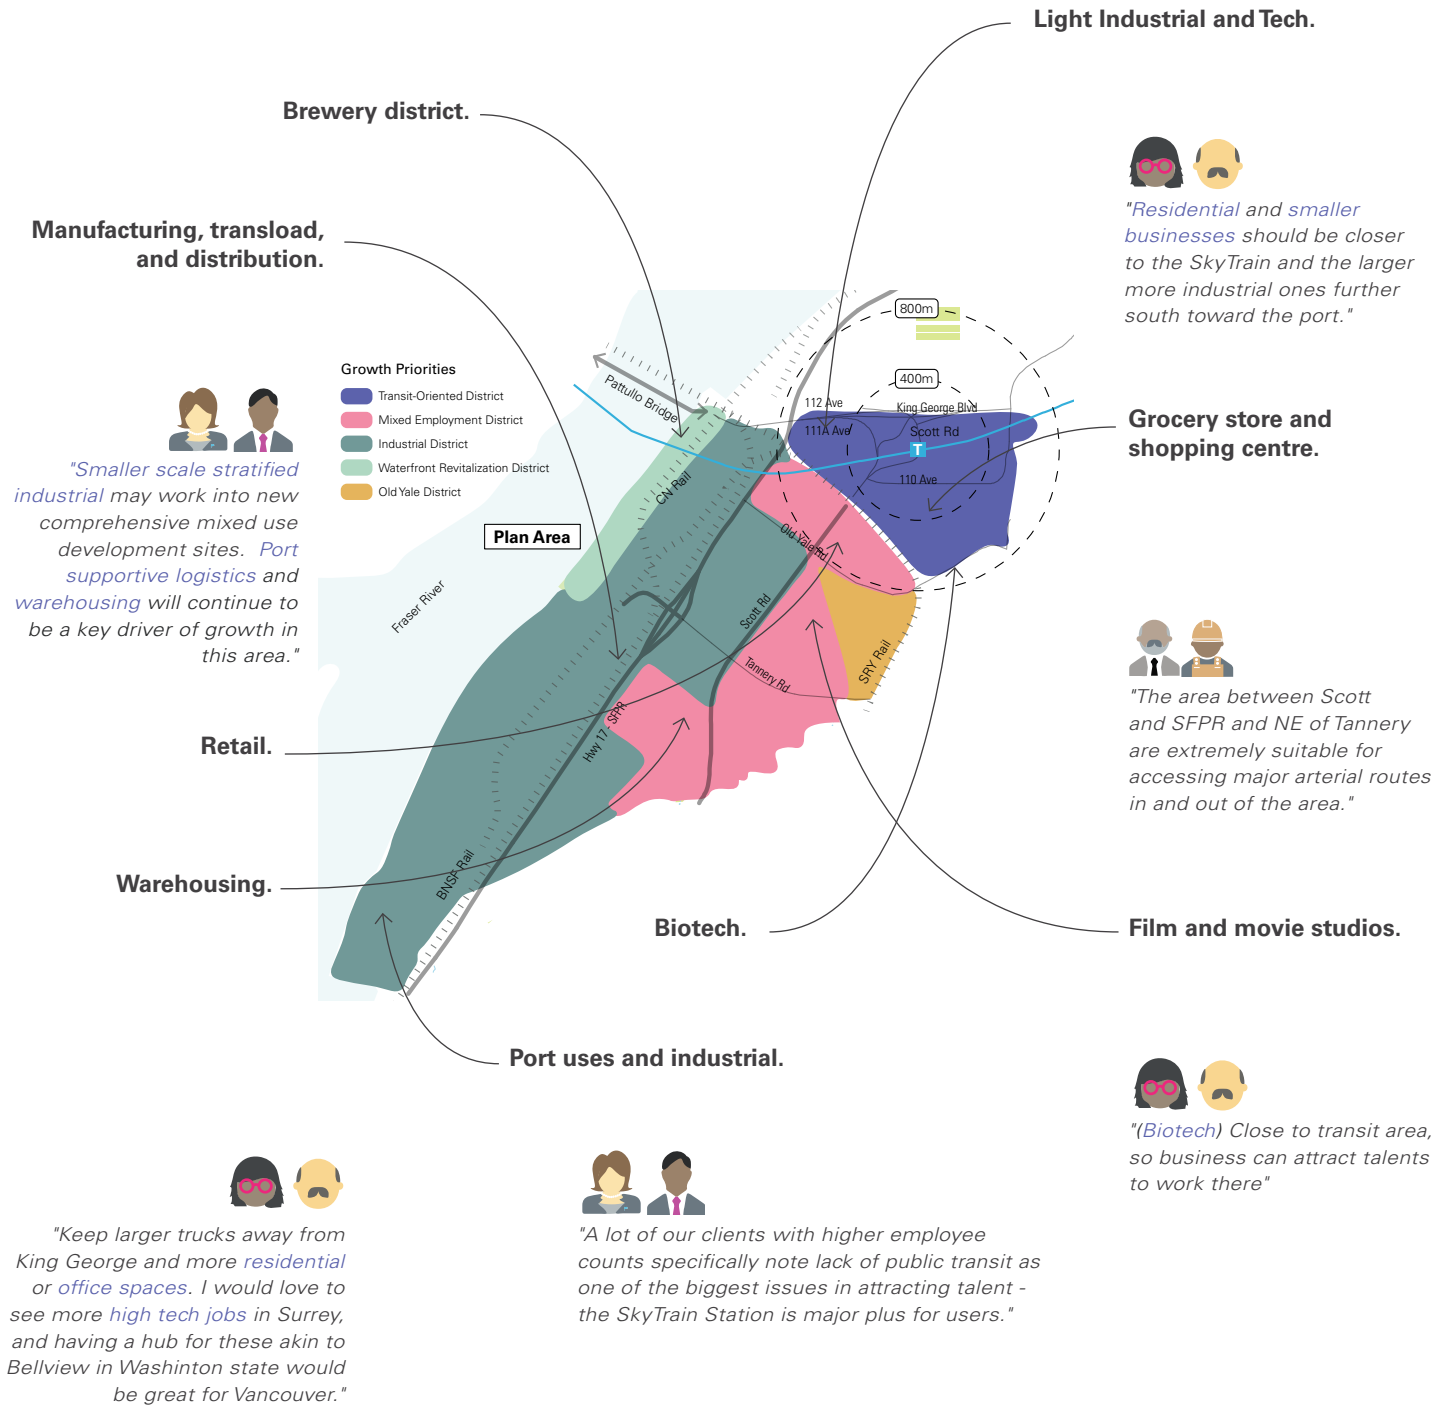 Light Industrial and Tech.
Brewery district.
Manufacturing, transload,
and distribution.
"Residential and smaller
businesses should be closer
to the SkyTrain and the larger
more industrial ones further
south toward the port."
800m
400m
Growth Priorities
Transit-Oriented District
Mixed Employment District
Industrial District
Waterfront Revitalization District
Old Yale District
Pattullo Bridge
112 Ave
King George Blvd
111A Ave
Scott Rd
T
110 Ave
CN Rail
Plan Area
Old Yale Rd
Fraser River
Scott Rd
Tannery Rd
SRY Rail
Hwy 17 - SFPR
BNSF Rail
Grocery store and
shopping centre.
"Smaller scale stratified
industrial may work into new
comprehensive mixed use
development sites. Port
supportive logistics and
warehousing will continue to
be a key driver of growth in
this area."
"The area between Scott
and SFPR and NE of Tannery
are extremely suitable for
accessing major arterial routes
in and out of the area."
Retail.
Warehousing.
Biotech.
Film and movie studios.
Port uses and industrial.
"(Biotech) Close to transit area,
so business can attract talents
to work there"
"Keep larger trucks away from
King George and more residential
or office spaces. I would love to
see more high tech jobs in Surrey,
and having a hub for these akin to
Bellview in Washinton state would
be great for Vancouver."
"A lot of our clients with higher employee
counts specifically note lack of public transit as
one of the biggest issues in attracting talent -
the SkyTrain Station is major plus for users."